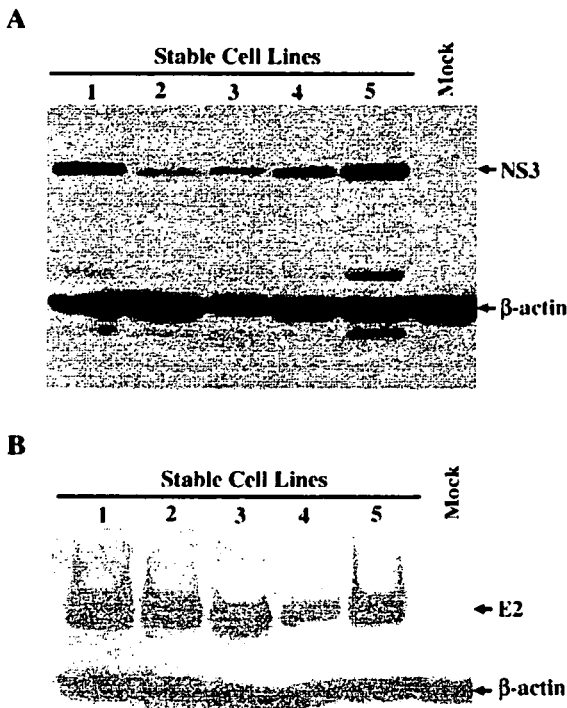 A
Stable Cell Lines
Mock
1 2 3 4 5
NS3
β-actin
B
Stable Cell Lines
Mock
1 2 3 4 5
E2
β-actin